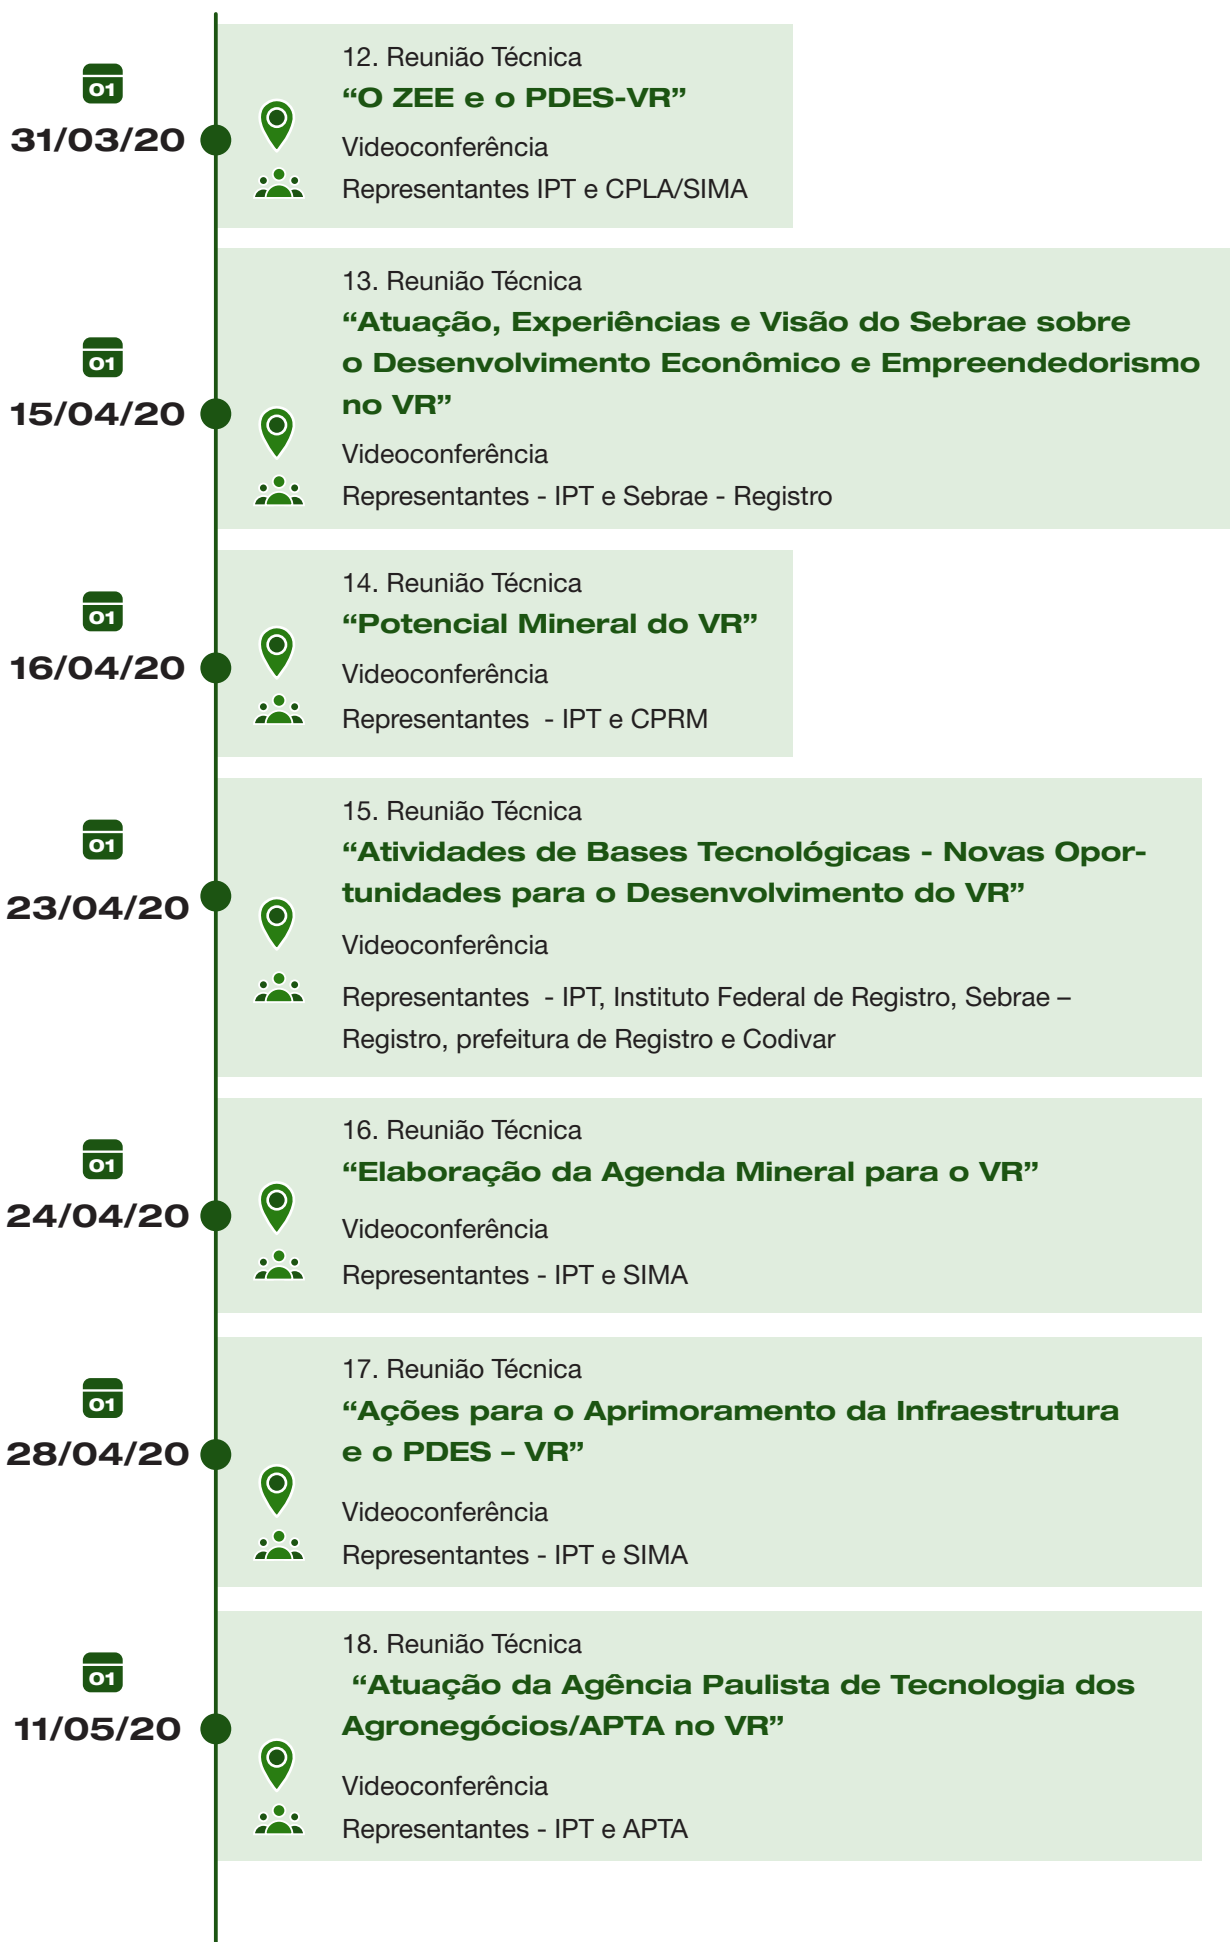 12. Reunião Técnica
“O ZEE e o PDES-VR”
01
31/03/20
Videoconferência
Representantes IPT e CPLA/SIMA
13. Reunião Técnica
“Atuação, Experiências e Visão do Sebrae sobre
o Desenvolvimento Econômico e Empreendedorismo
no VR”
01
15/04/20
Videoconferência
Representantes - IPT e Sebrae - Registro
14. Reunião Técnica
“Potencial Mineral do VR”
01
16/04/20
Videoconferência
Representantes - IPT e CPRM
15. Reunião Técnica
“Atividades de Bases Tecnológicas - Novas Opor-
tunidades para o Desenvolvimento do VR”
01
23/04/20
Videoconferência
Representantes - IPT, Instituto Federal de Registro, Sebrae –
Registro, prefeitura de Registro e Codivar
16. Reunião Técnica
“Elaboração da Agenda Mineral para o VR”
01
24/04/20
Videoconferência
Representantes - IPT e SIMA
17. Reunião Técnica
“Ações para o Aprimoramento da Infraestrutura
e o PDES – VR”
01
28/04/20
Videoconferência
Representantes - IPT e SIMA
18. Reunião Técnica
“Atuação da Agência Paulista de Tecnologia dos
Agronegócios/APTA no VR”
01
11/05/20
Videoconferência
Representantes - IPT e APTA